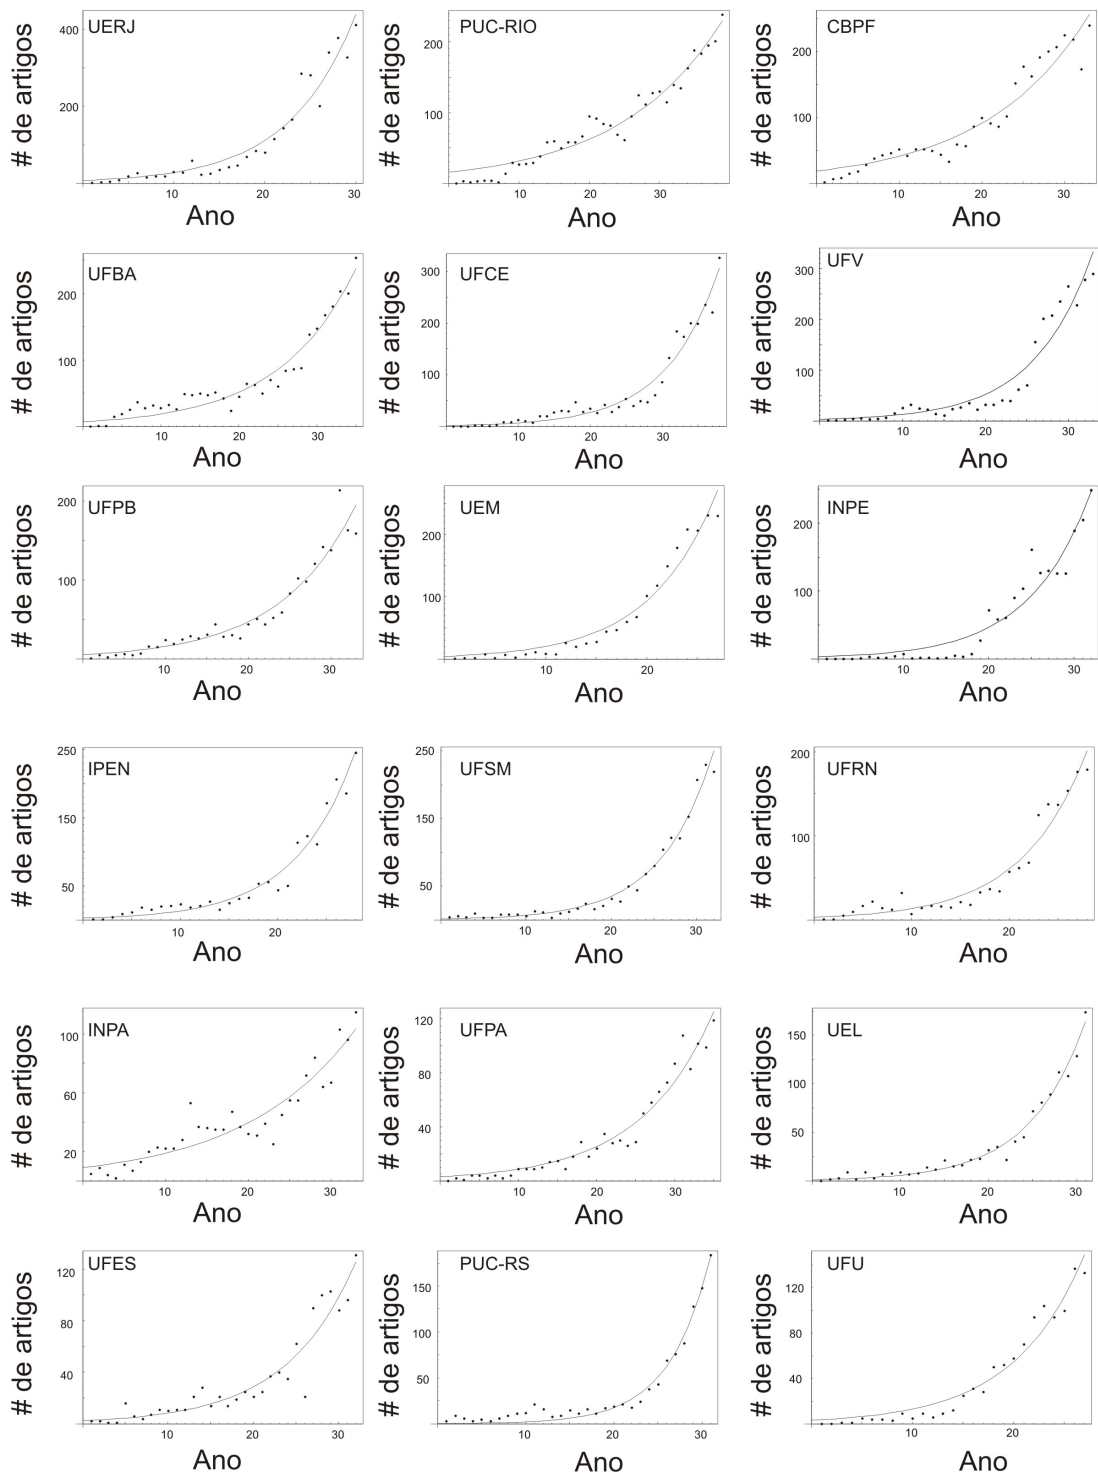 UERJ
# de artigos
400
200
10
20
30
Ano
PUC-RIO
# de artigos
200
100
10
20
30
Ano
CBPF
# de artigos
200
100
10
20
30
Ano
UFBA
# de artigos
200
100
10
20
30
Ano
UFCE
# de artigos
300
200
100
10
20
30
Ano
UFV
# de artigos
300
200
100
10
20
30
Ano
UFPB
# de artigos
200
100
10
20
30
Ano
UEM
# de artigos
200
100
10
20
Ano
INPE
# de artigos
200
100
10
20
30
Ano
IPEN
# de artigos
250
150
50
10
20
Ano
UFSM
# de artigos
250
150
50
10
20
30
Ano
UFRN
# de artigos
200
100
10
20
Ano
INPA
# de artigos
100
60
20
10
20
30
Ano
UFPA
# de artigos
120
80
40
10
20
30
Ano
UEL
# de artigos
150
100
50
10
20
30
Ano
UFES
# de artigos
120
80
40
10
20
30
Ano
PUC-RS
# de artigos
150
100
50
10
20
30
Ano
UFU
# de artigos
120
80
40
10
20
Ano